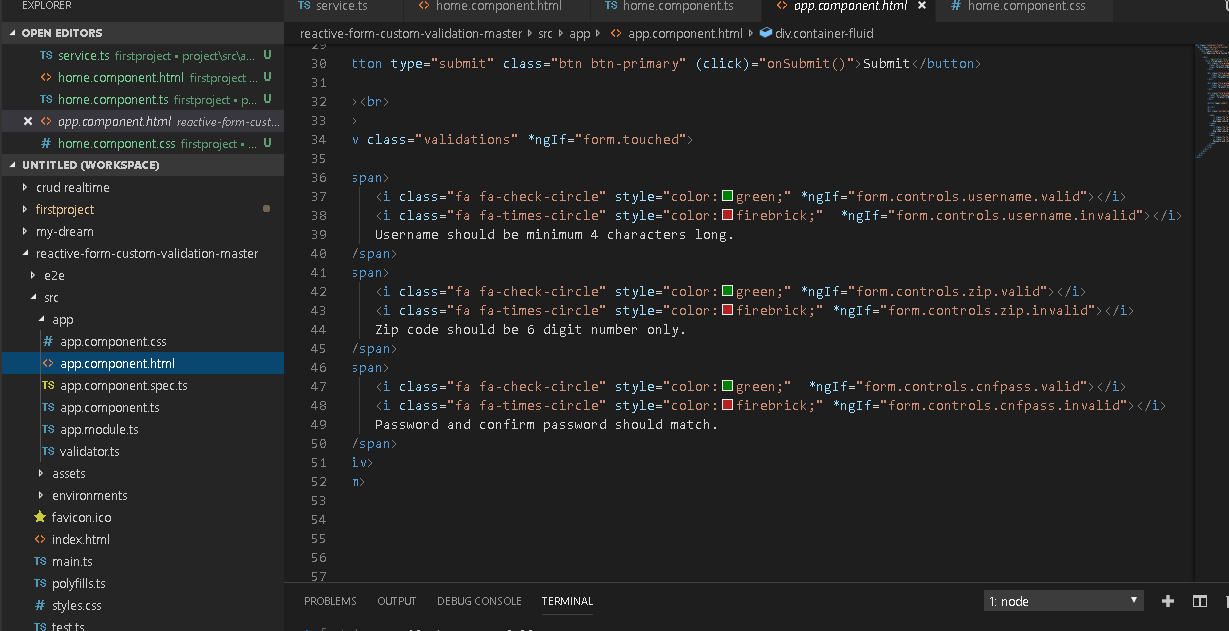 EXPLORER
OPEN EDITORS
TS service.ts firstproject • project\src\a... U
<> home.component.html firstproject ... U
TS home.component.ts firstproject • p... U
<> app.component.html reactive-form-cust...
# home.component.css firstproject • ... U
UNTITLED (WORKSPACE)
crud realtime
firstproject
my-dream
reactive-form-custom-validation-master
e2e
src
app
# app.component.css
<> app.component.html
TS app.component.spec.ts
TS app.component.ts
TS app.module.ts
TS validator.ts
assets
environments
favicon.ico
<> index.html
TS main.ts
TS polyfills.ts
# styles.css
TS test.ts
TS service.ts <> home.component.html TS home.component.ts <> app.component.html # home.component.css
reactive-form-custom-validation-master src app <> app.component.html div.container-fluid
29
30 tton type="submit" class="btn btn-primary" (click)="onSubmit()">Submit</button>
31
32 ><br>
33 >
34 v class="validations" *ngIf="form.touched">
35
36 span>
37 <i class="fa fa-check-circle" style="color:green;" *ngIf="form.controls.username.valid"></i>
38 <i class="fa fa-times-circle" style="color:firebrick;" *ngIf="form.controls.username.invalid"></i>
39 Username should be minimum 4 characters long.
40 /span>
41 span>
42 <i class="fa fa-check-circle" style="color:green;" *ngIf="form.controls.zip.valid"></i>
43 <i class="fa fa-times-circle" style="color:firebrick;" *ngIf="form.controls.zip.invalid"></i>
44 Zip code should be 6 digit number only.
45 /span>
46 span>
47 <i class="fa fa-check-circle" style="color:green;" *ngIf="form.controls.cnfpass.valid"></i>
48 <i class="fa fa-times-circle" style="color:firebrick;" *ngIf="form.controls.cnfpass.invalid"></i>
49 Password and confirm password should match.
50 /span>
51 iv>
52 m>
53
54
55
56
57
PROBLEMS OUTPUT DEBUG CONSOLE TERMINAL 1: node